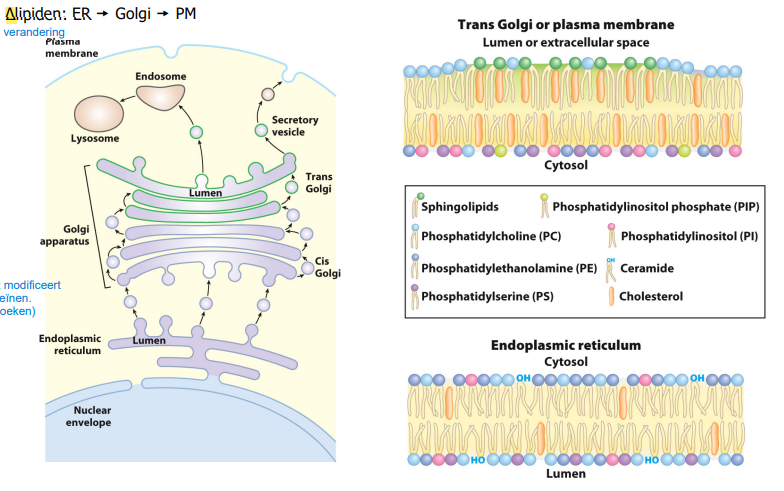 Δlipiden: ER → Golgi → PM
verandering
Plasma
membrane
Endosome
Lysosome
Secretory
vesicle
Lumen
Trans
Golgi
Golgi
apparatus
Cis
Golgi
modificeert
eïnen.
oeken)
Endoplasmic
reticulum
Lumen
Nuclear
envelope
Trans Golgi or plasma membrane
Lumen or extracellular space
Cytosol
Sphingolipids
Phosphatidylinositol phosphate (PIP)
Phosphatidylcholine (PC)
Phosphatidylinositol (PI)
Phosphatidylethanolamine (PE)
OH
Ceramide
Phosphatidylserine (PS)
Cholesterol
Endoplasmic reticulum
Cytosol
OH OH
HO HO
Lumen